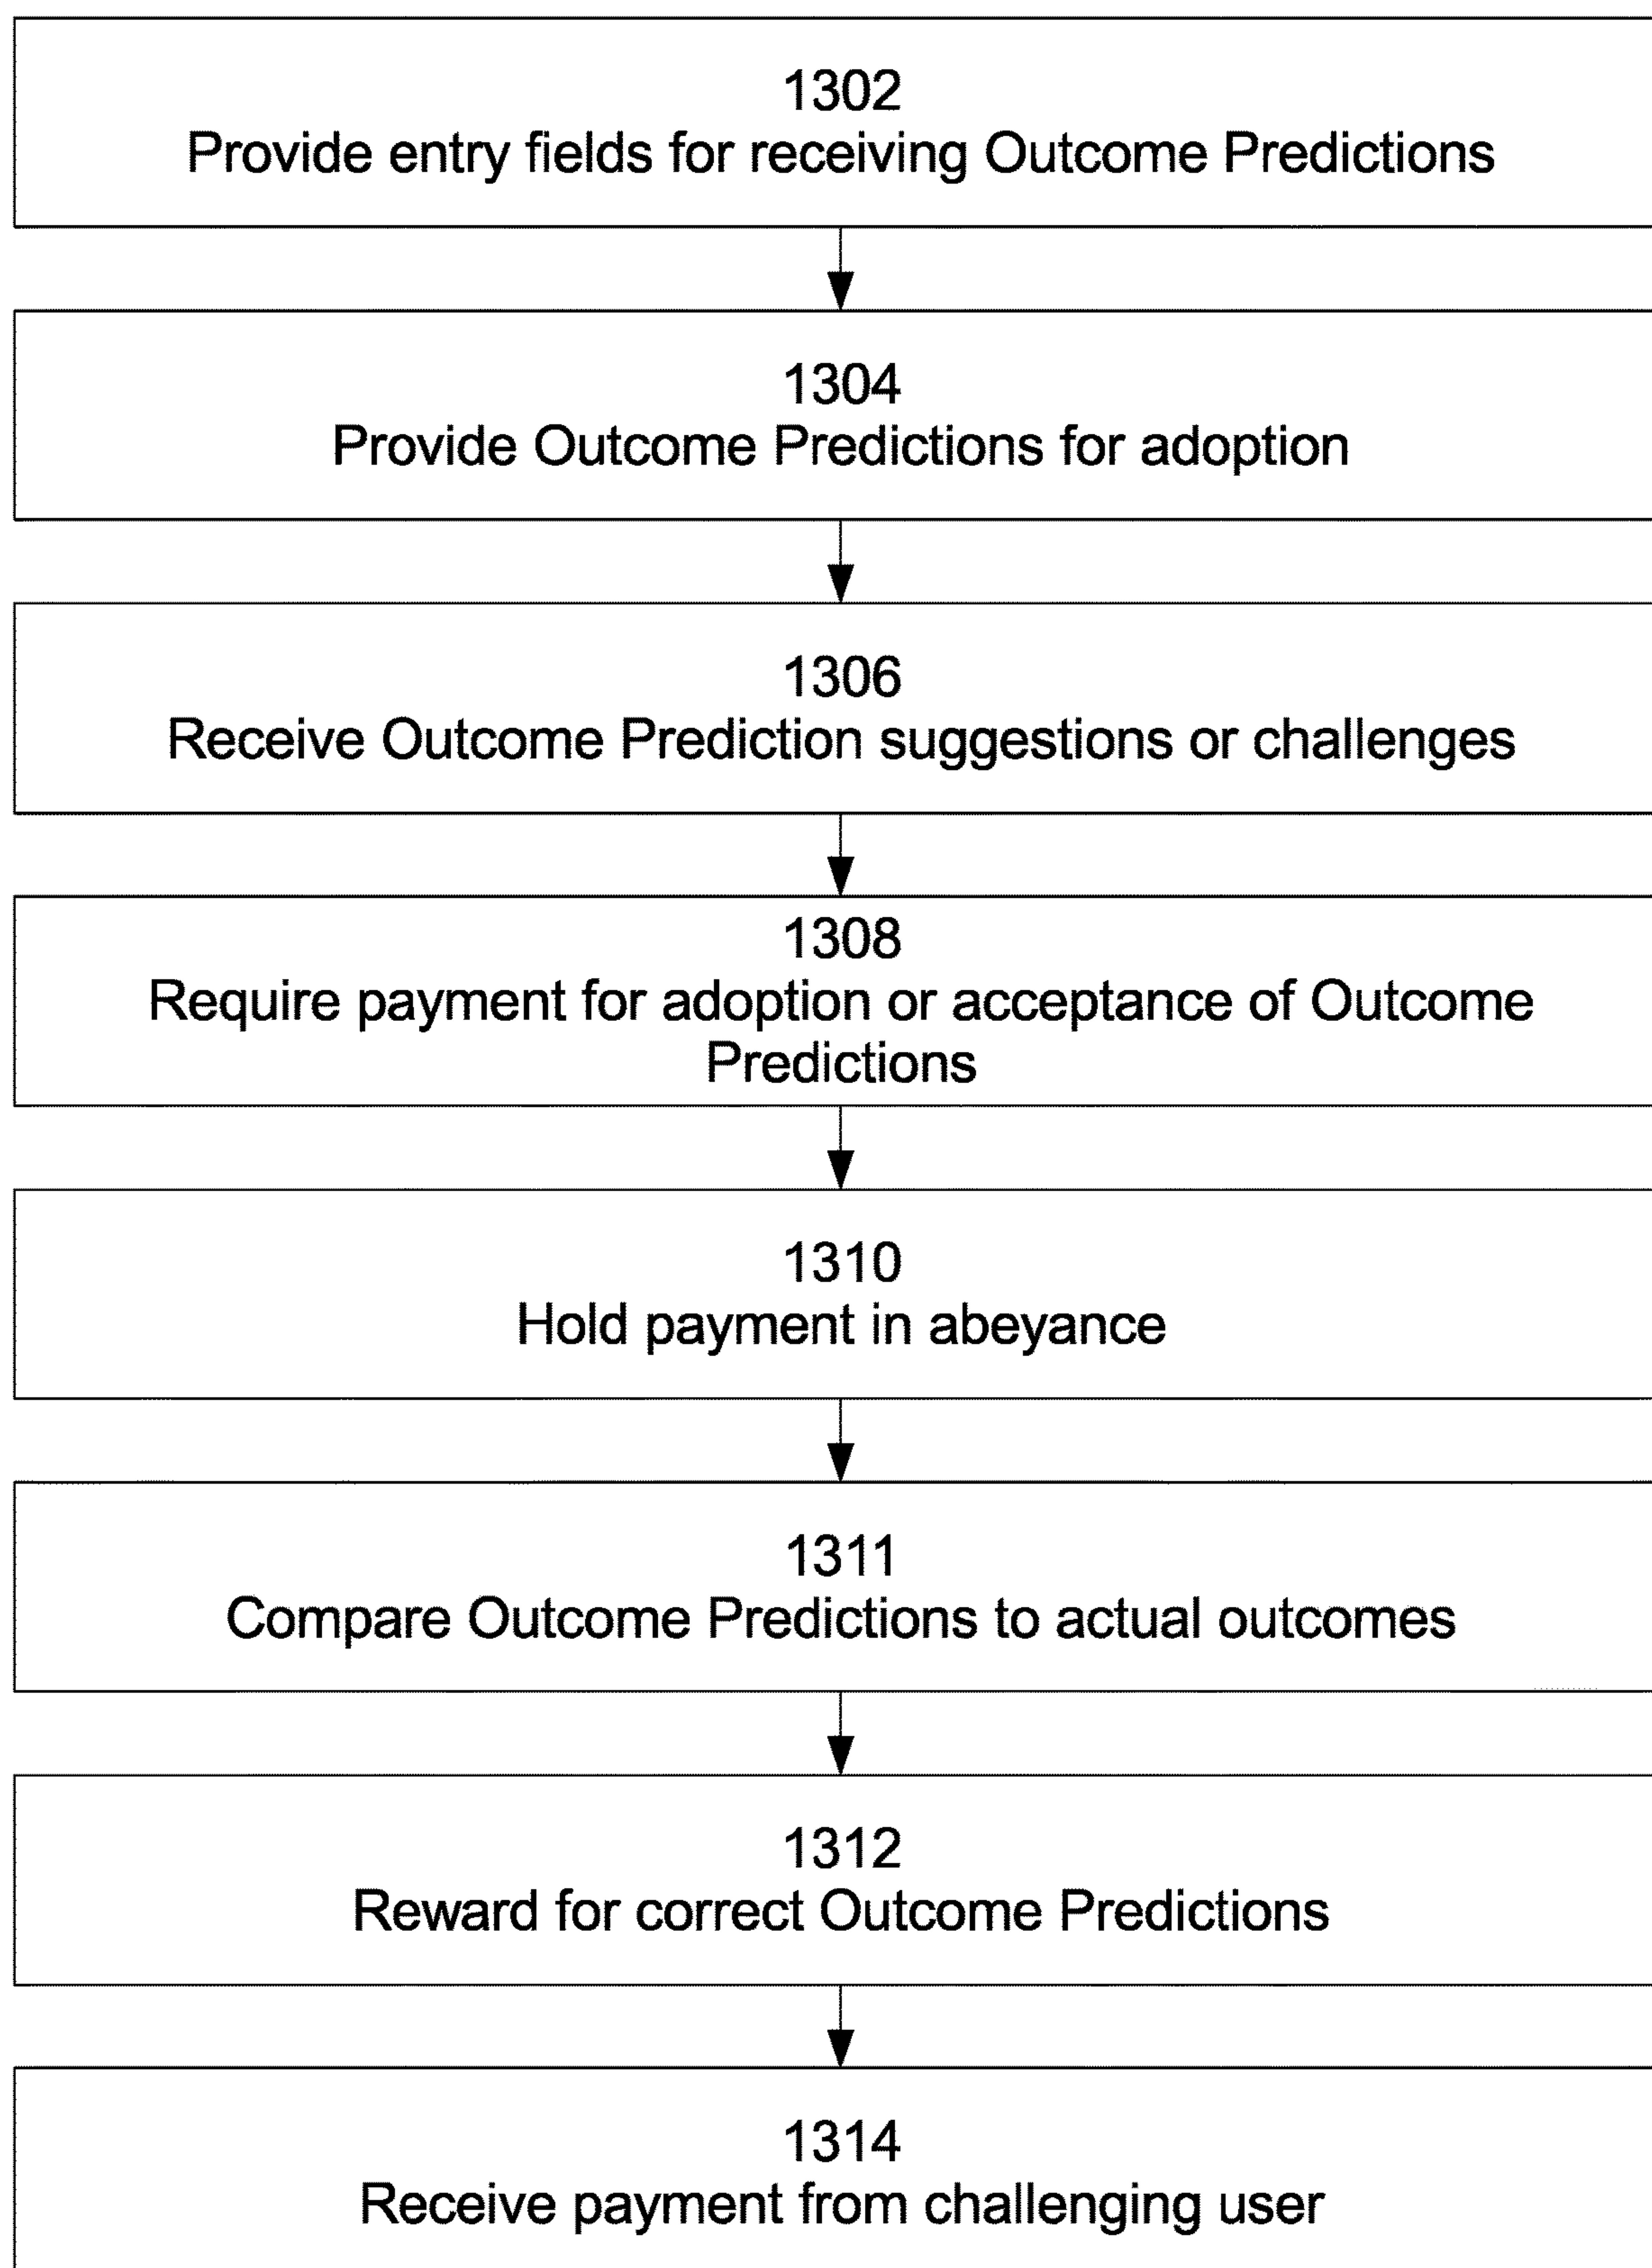 1302
Provide entry fields for receiving Outcome Predictions
1304
Provide Outcome Predictions for adoption
1306
Receive Outcome Prediction suggestions or challenges
1308
Require payment for adoption or acceptance of Outcome
Predictions
1310
Hold payment in abeyance
1311
Compare Outcome Predictions to actual outcomes
1312
Reward for correct Outcome Predictions
1314
Receive payment from challenging user